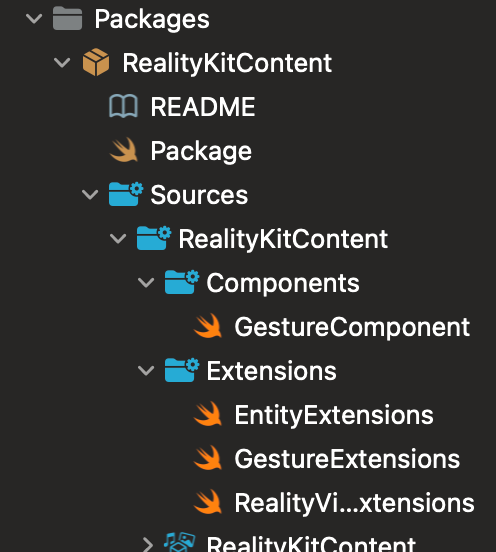 Packages
RealityKitContent
README
Package
Sources
RealityKitContent
Components
GestureComponent
Extensions
EntityExtensions
GestureExtensions
RealityVi...xtensions
RealityKitContent